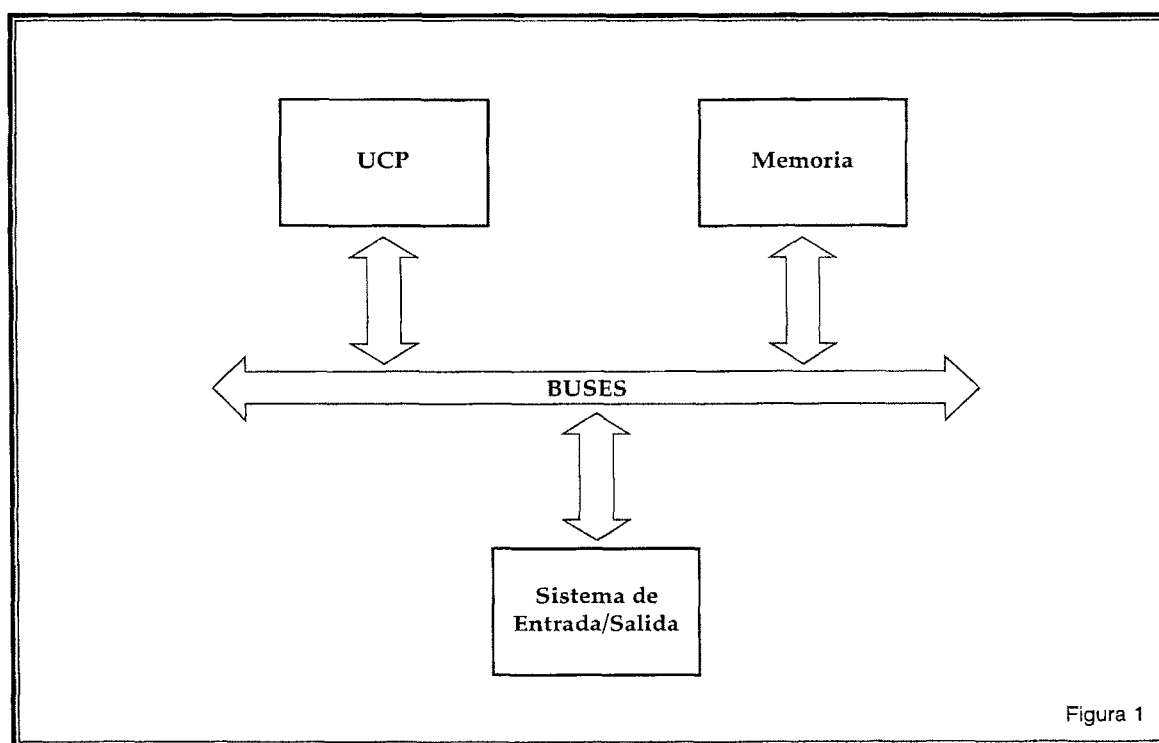 UCP
Memoria
BUSES
Sistema de
Entrada/Salida
Figura 1